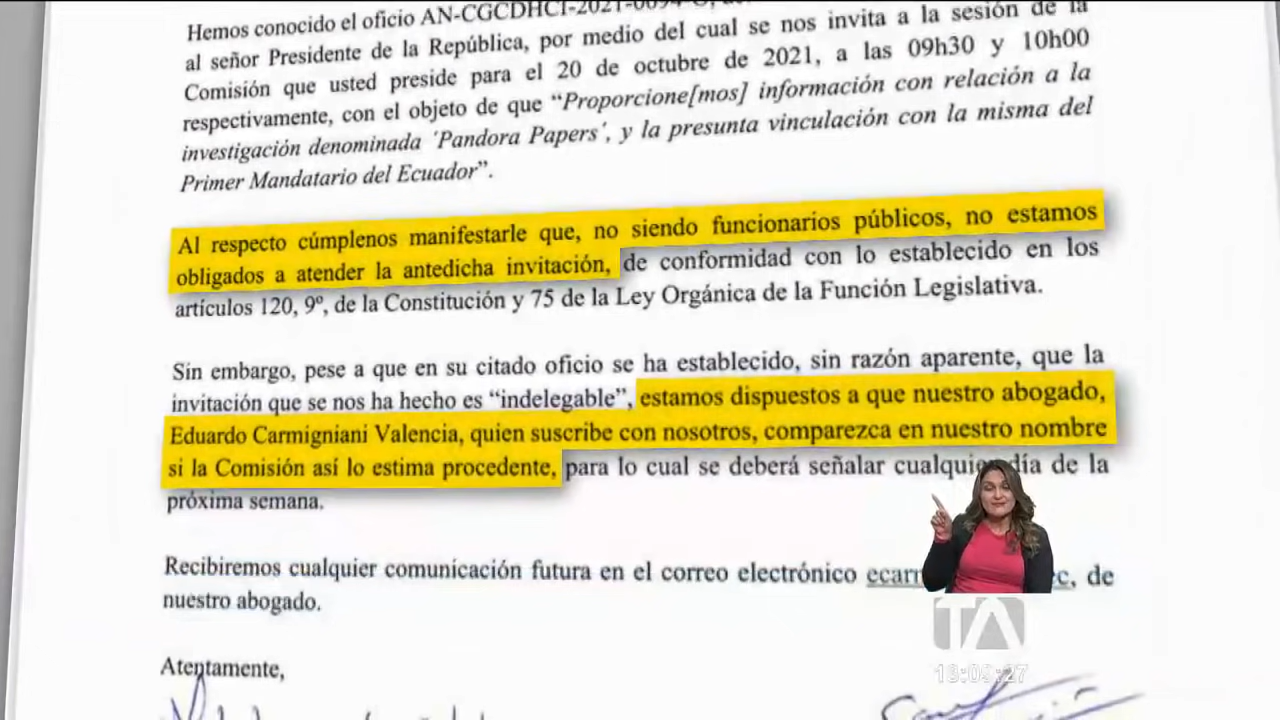 Hemos conocido el oficio
al señor Presidente de la República, por medio del cual se nos invita a la sesión de la
Comisión que usted preside para el 20 de octubre de 2021, a las 09h30 y 10h00
respectivamente, con el objeto de que “Proporcione[mos] información con relación a la
investigación denominada ´Pandora Papers´, y la presunta vinculación con la misma del
Primer Mandatario del Ecuador”.
Al respecto cúmplenos manifestarle que, no siendo funcionarios públicos, no estamos
obligados a atender la antedicha invitación, de conformidad con lo establecido en los
artículos 120, 9º, de la Constitución y 75 de la Ley Orgánica de la Función Legislativa.
Sin embargo, pese a que en su citado oficio se ha establecido, sin razón aparente, que la
invitación que se nos ha hecho es “indelegable”, estamos dispuestos a que nuestro abogado,
Eduardo Carmigniani Valencia, quien suscribe con nosotros, comparezca en nuestro nombre
si la Comisión así lo estima procedente, para lo cual se deberá señalar cualquier día de la
próxima semana.
Recibiremos cualquier comunicación futura en el correo electrónico de
nuestro abogado.
Atentamente,
TA
18:09:27